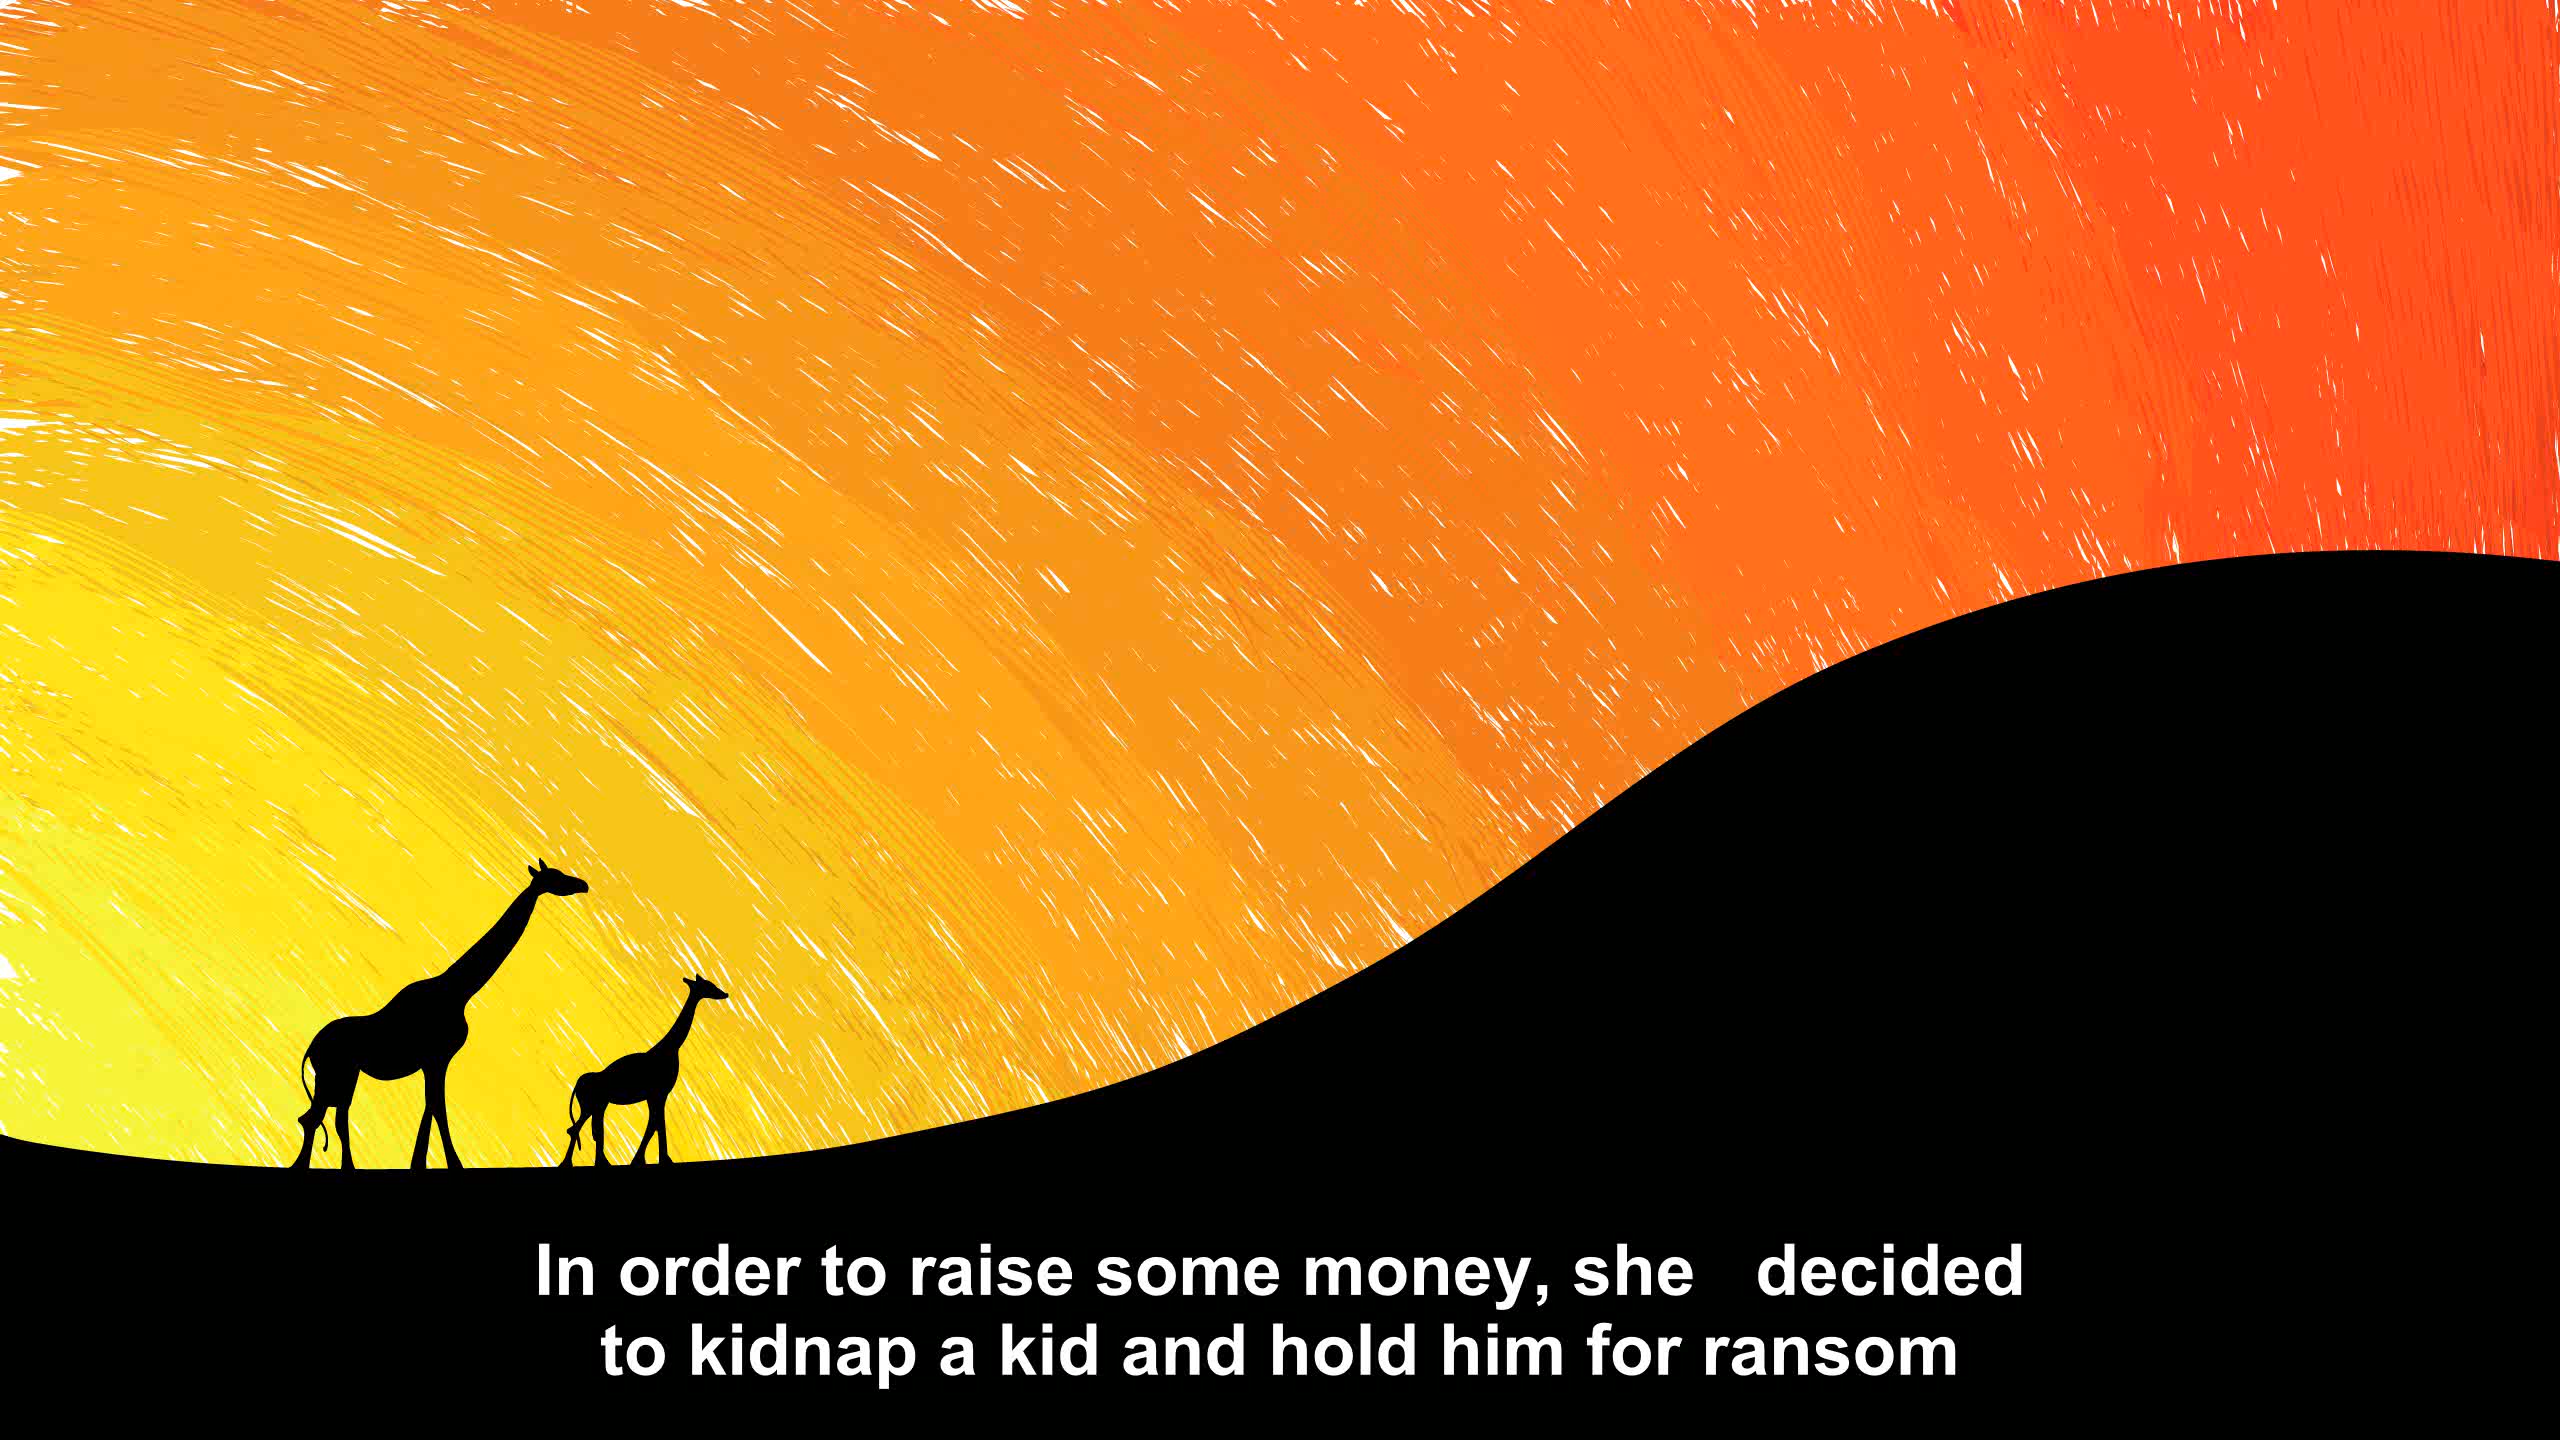 In order to raise some money, she   decided
to kidnap a kid and hold him for ransom